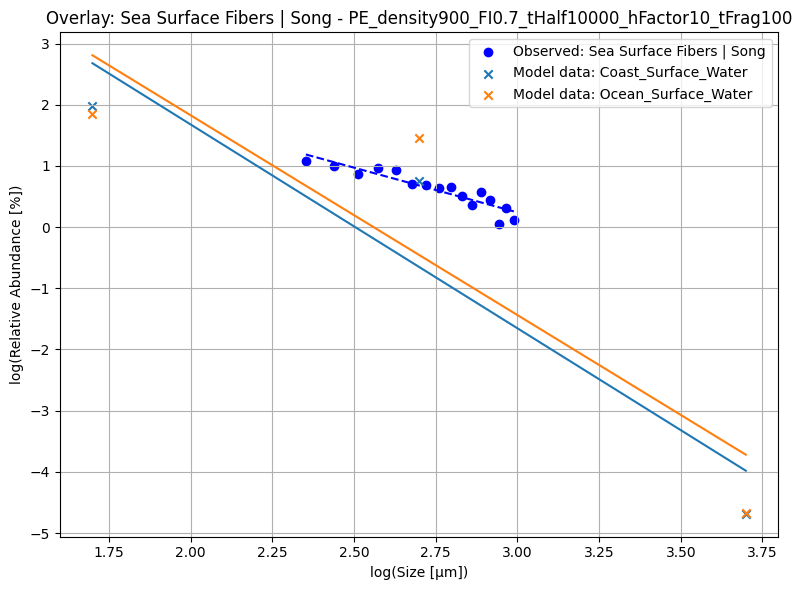 Overlay: Sea Surface Fibers | Song - PE_density900_FI0.7_tHalf10000_hFactor10_tFrag100
Observed: Sea Surface Fibers | Song
Model data: Coast_Surface_Water
Model data: Ocean_Surface_Water
log(Relative Abundance [%])
3
2
1
0
−1
−2
−3
−4
−5
1.75 2.00 2.25 2.50 2.75 3.00 3.25 3.50 3.75
log(Size [μm])